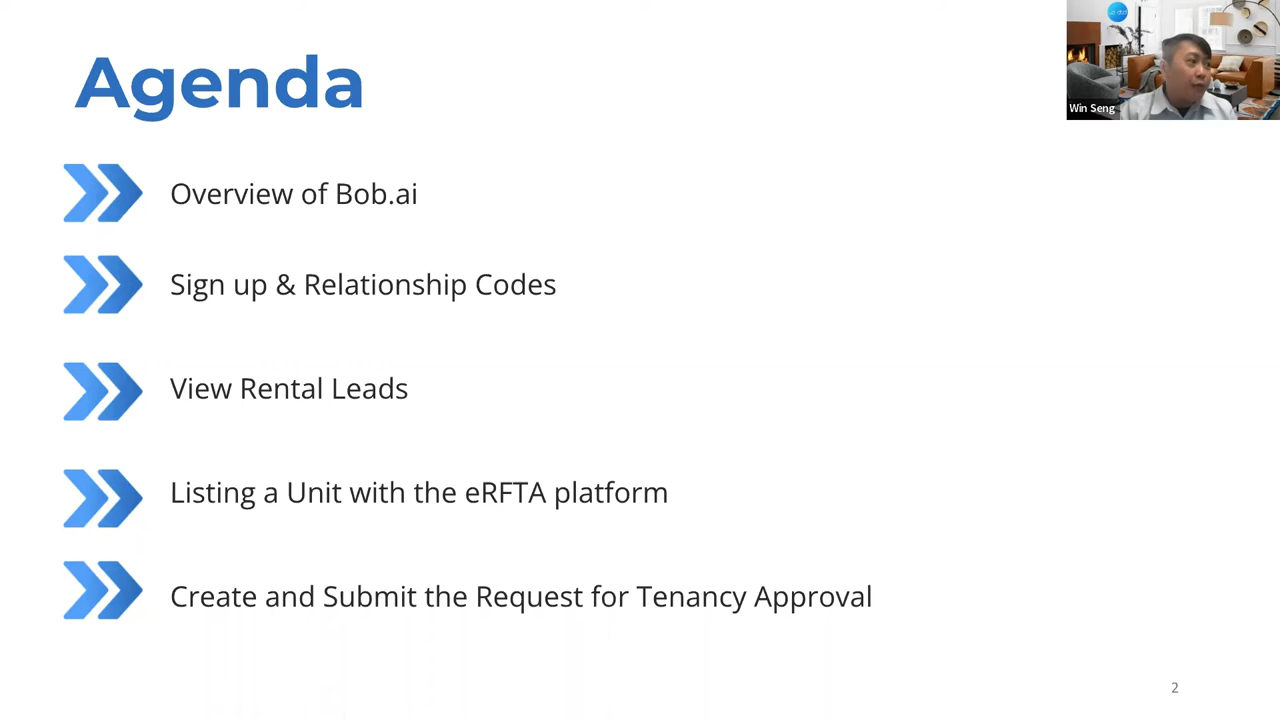 Agenda
Win Seng
Overview of Bob.ai
Sign up & Relationship Codes
View Rental Leads
Listing a Unit with the eRFTA platform
Create and Submit the Request for Tenancy Approval
2